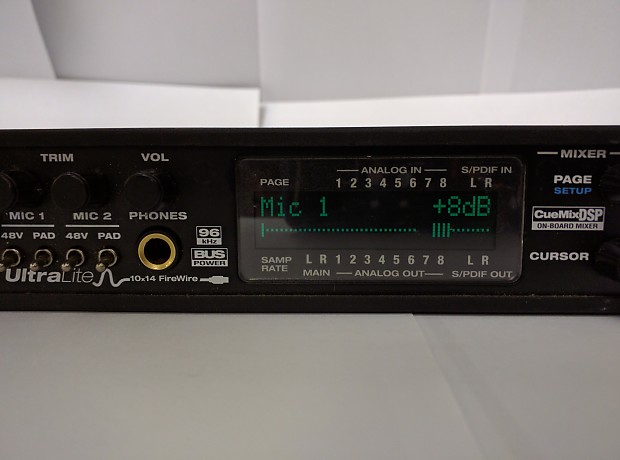 TRIM
VOL
ANALOG IN
S/PDIF IN
MIXER
PAGE
1 2 3 4 5 6 7 8
L R
PAGE
SETUP
Mic 1
+8dB
MIC 1
MIC 2
PHONES
CueMixDSP
ON-BOARD MIXER
48V PAD 48V PAD
96
kHz
BUS
POWER
SAMP
RATE
L R
MAIN
1 2 3 4 5 6 7 8
ANALOG OUT
L R
S/PDIF OUT
CURSOR
UltraLite
10x14 FireWire